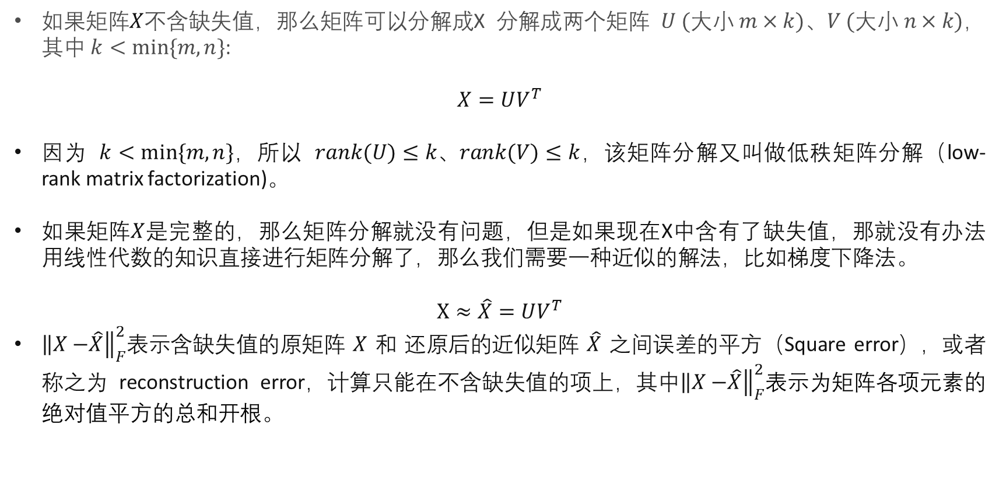 • 如果矩阵X不含缺失值，那么矩阵可以分解成X 分解成两个矩阵 U (大小 m × k)、V (大小 n × k)，
其中 k < min{m, n}:
X = UV^T
• 因为 k < min{m, n}，所以 rank(U) ≤ k、rank(V) ≤ k，该矩阵分解又叫做低秩矩阵分解（low-
rank matrix factorization)。
• 如果矩阵X是完整的，那么矩阵分解就没有问题，但是如果现在X中含有了缺失值，那就没有办法
用线性代数的知识直接进行矩阵分解了，那么我们需要一种近似的解法，比如梯度下降法。
X ≈ X̂ = UV^T
• ‖X −X̂‖_F^2表示含缺失值的原矩阵 X 和 还原后的近似矩阵 X̂ 之间误差的平方（Square error），或者
称之为 reconstruction error，计算只能在不含缺失值的项上，其中‖X −X̂‖_F^2表示为矩阵各项元素的
绝对值平方的总和开根。